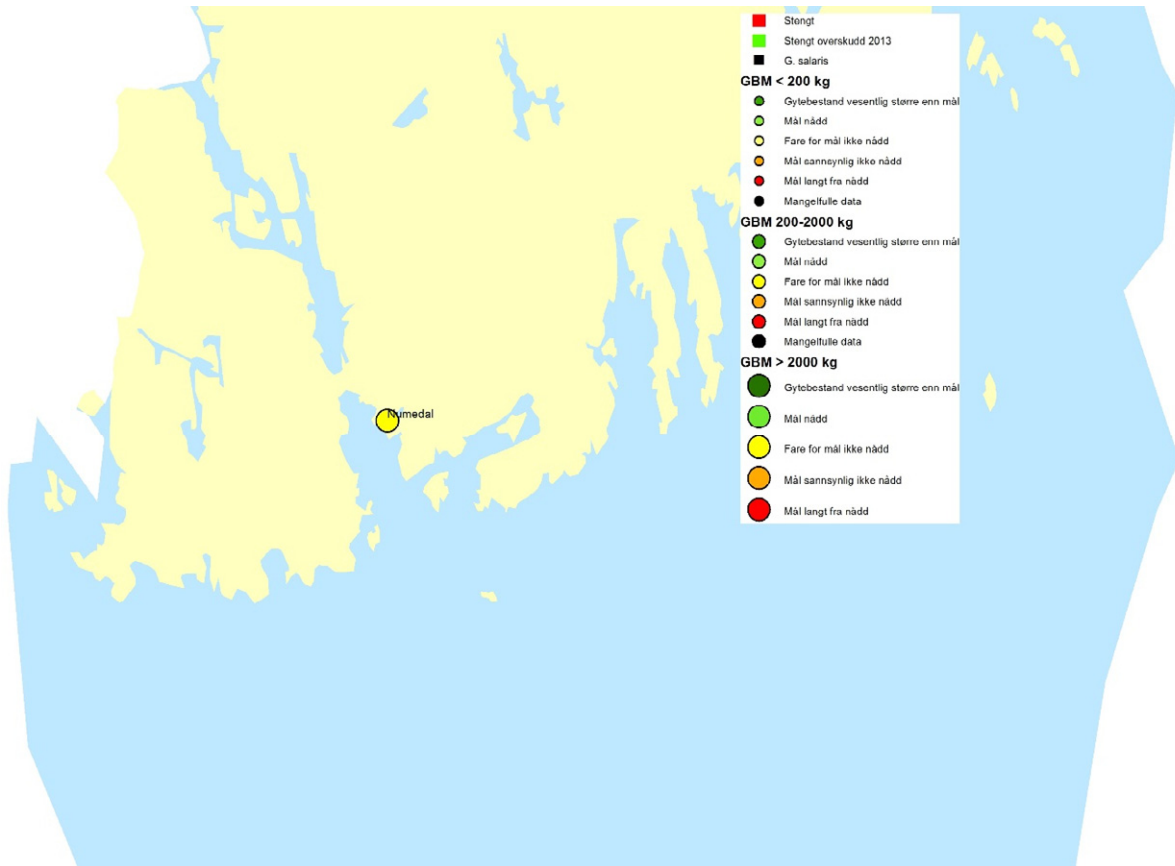 Stengt
Stengt overskudd 2013
G. salaris
GBM < 200 kg
Gytebestand vesentlig større enn mål
Mål nådd
Fare for mål ikke nådd
Mål sannsynlig ikke nådd
Mål langt fra nådd
Mangelfulle data
GBM 200-2000 kg
Gytebestand vesentlig større enn mål
Mål nådd
Fare for mål ikke nådd
Mål sannsynlig ikke nådd
Mål langt fra nådd
Mangelfulle data
GBM > 2000 kg
Gytebestand vesentlig større enn mål
Mål nådd
Fare for mål ikke nådd
Mål sannsynlig ikke nådd
Mål langt fra nådd
Numedal